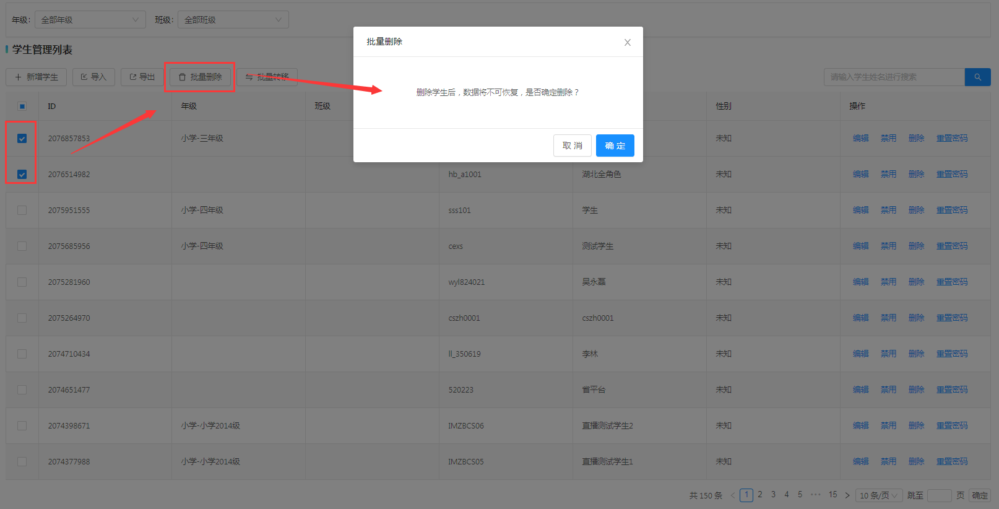 年级: 全部年级 班级: 全部班级
学生管理列表
新增学生 导入 导出 批量删除 批量转移 请输入学生姓名进行搜索
批量删除
删除学生后，数据将不可恢复，是否确定删除？
取 消 确 定
ID 年级 班级 性别 操作
2076857853 小学-三年级 未知 编辑 禁用 删除 重置密码
2076514982 hb_a1001 湖北全角色 未知 编辑 禁用 删除 重置密码
2075951555 小学-四年级 sss101 学生 未知 编辑 禁用 删除 重置密码
2075685956 小学-四年级 cexs 测试学生 未知 编辑 禁用 删除 重置密码
2075281960 wyl824021 吴永磊 未知 编辑 禁用 删除 重置密码
2075264970 cszh0001 cszh0001 未知 编辑 禁用 删除 重置密码
2074710434 ll_350619 李林 未知 编辑 禁用 删除 重置密码
2074651477 520223 省平台 未知 编辑 禁用 删除 重置密码
2074398671 小学-小学2014级 IMZBCS06 直播测试学生2 未知 编辑 禁用 删除 重置密码
2074377988 小学-小学2014级 IMZBCS05 直播测试学生1 未知 编辑 禁用 删除 重置密码
共 150 条 1 2 3 4 5 ··· 15 10 条/页 跳至 页 确定